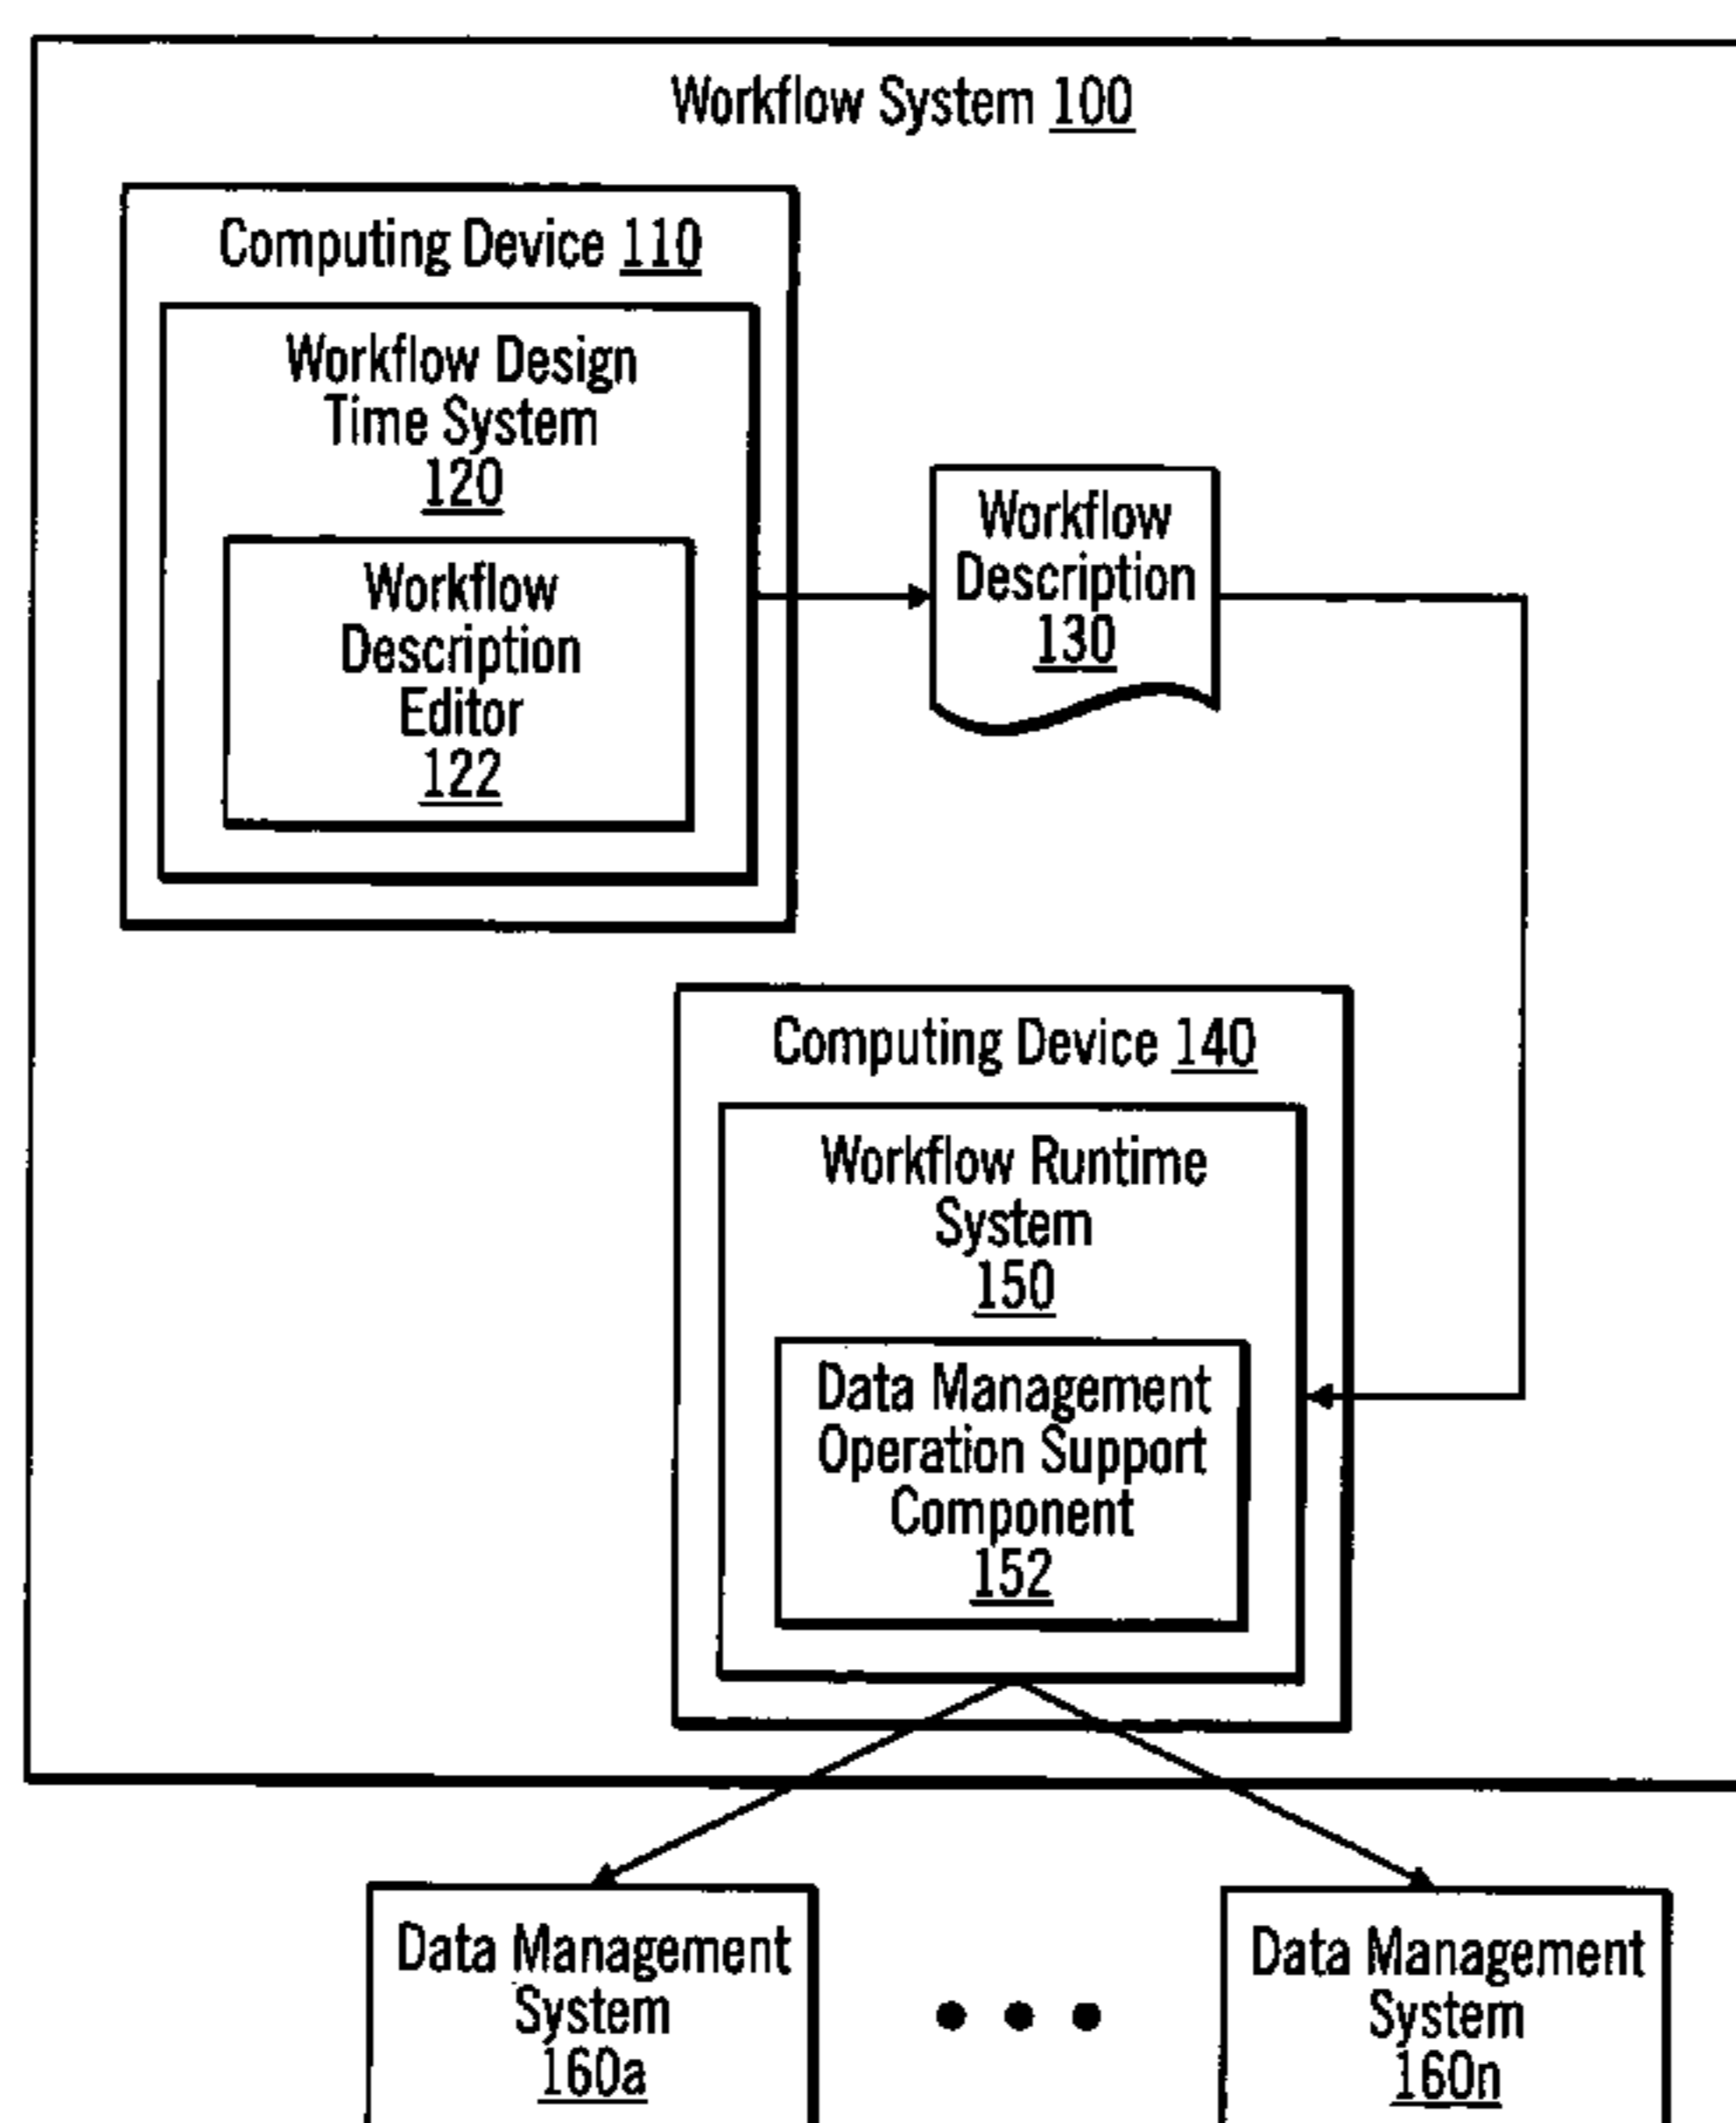 Workflow System 100
Computing Device 110
Workflow Design
Time System
120
Workflow
Description
Editor
122
Workflow
Description
130
Computing Device 140
Workflow Runtime
System
150
Data Management
Operation Support
Component
152
Data Management
System
160a
Data Management
System
160n